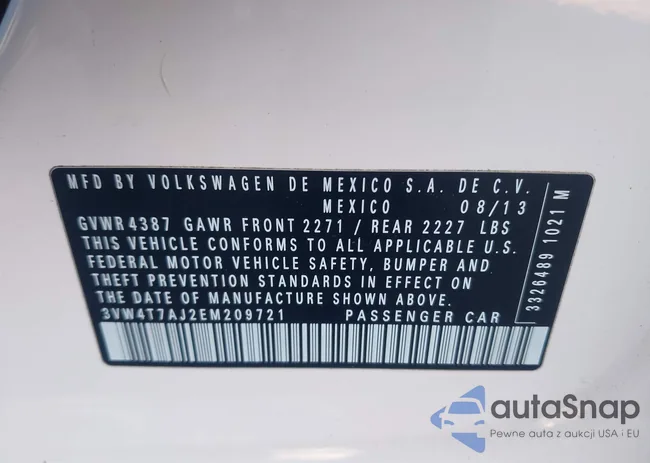 MFD BY VOLKSWAGEN DE MEXICO S.A. DE C.V.
MEXICO 08/13
GVWR 4387 GAWR FRONT 2271 / REAR 2227 LBS
THIS VEHICLE CONFORMS TO ALL APPLICABLE U.S.
FEDERAL MOTOR VEHICLE SAFETY, BUMPER AND
THEFT PREVENTION STANDARDS IN EFFECT ON
THE DATE OF MANUFACTURE SHOWN ABOVE.
3VW4T7AJ2EM209721 PASSENGER CAR
3326489 1021 M
autaSnap
Pewne auta z aukcji USA i EU